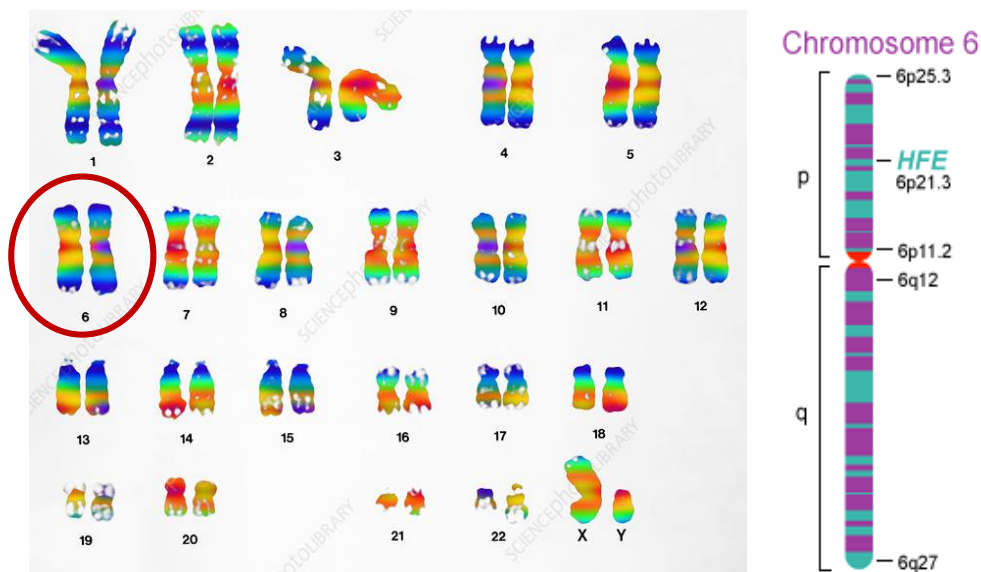 1 2 3 4 5
6 7 8 9 10 11 12
13 14 15 16 17 18
19 20 21 22 X Y
SCIENCEphotoLIBRARY
Chromosome 6
p
q
6p25.3
HFE
6p21.3
6p11.2
6q12
6q27